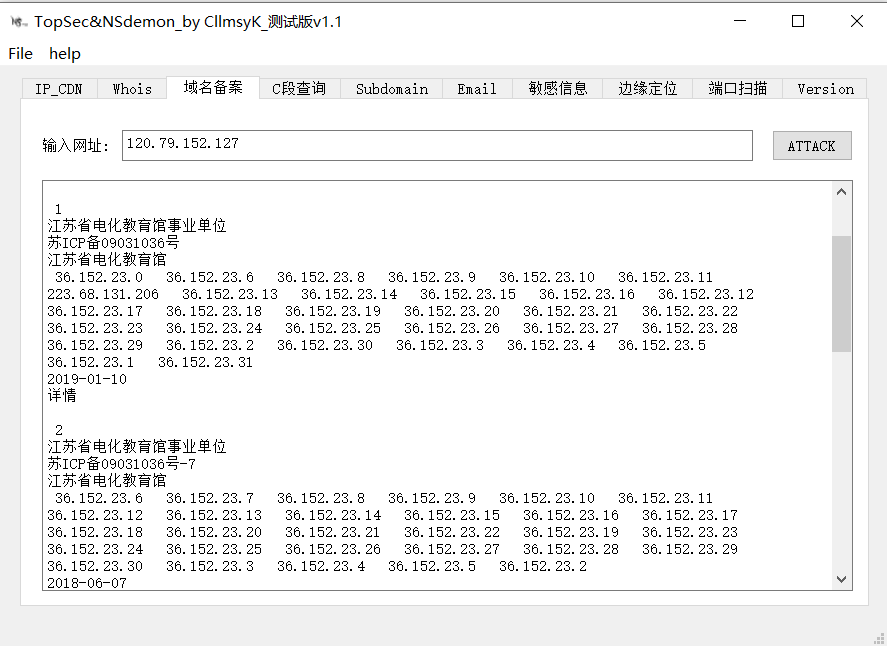 TopSec&NSdemon_by CllmsyK_测试版v1.1
File help
IP_CDN Whois 域名备案 C段查询 Subdomain Email 敏感信息 边缘定位 端口扫描 Version
输入网址: 120.79.152.127 ATTACK
1
江苏省电化教育馆事业单位
苏ICP备09031036号
江苏省电化教育馆
36.152.23.0 36.152.23.6 36.152.23.8 36.152.23.9 36.152.23.10 36.152.23.11
223.68.131.206 36.152.23.13 36.152.23.14 36.152.23.15 36.152.23.16 36.152.23.12
36.152.23.17 36.152.23.18 36.152.23.19 36.152.23.20 36.152.23.21 36.152.23.22
36.152.23.23 36.152.23.24 36.152.23.25 36.152.23.26 36.152.23.27 36.152.23.28
36.152.23.29 36.152.23.2 36.152.23.30 36.152.23.3 36.152.23.4 36.152.23.5
36.152.23.1 36.152.23.31
2019-01-10
详情
2
江苏省电化教育馆事业单位
苏ICP备09031036号-7
江苏省电化教育馆
36.152.23.6 36.152.23.7 36.152.23.8 36.152.23.9 36.152.23.10 36.152.23.11
36.152.23.12 36.152.23.13 36.152.23.14 36.152.23.15 36.152.23.16 36.152.23.17
36.152.23.18 36.152.23.20 36.152.23.21 36.152.23.22 36.152.23.19 36.152.23.23
36.152.23.24 36.152.23.25 36.152.23.26 36.152.23.27 36.152.23.28 36.152.23.29
36.152.23.30 36.152.23.3 36.152.23.4 36.152.23.5 36.152.23.2
2018-06-07